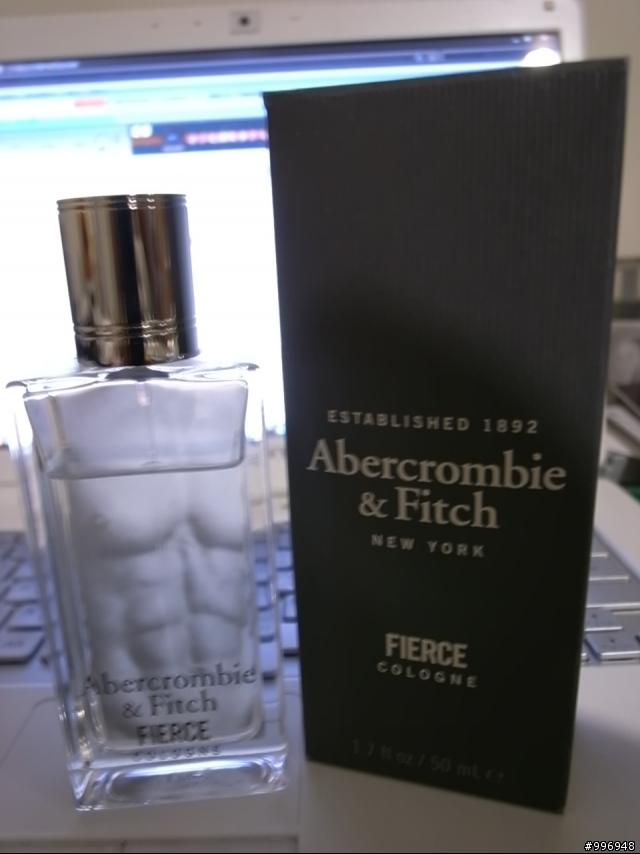 ESTABLISHED 1892
Abercrombie
& Fitch
NEW YORK
FIERCE
COLOGNE
1.7 fl oz / 50 mL ℮
Abercrombie
& Fitch
FIERCE
COLOGNE
#996948